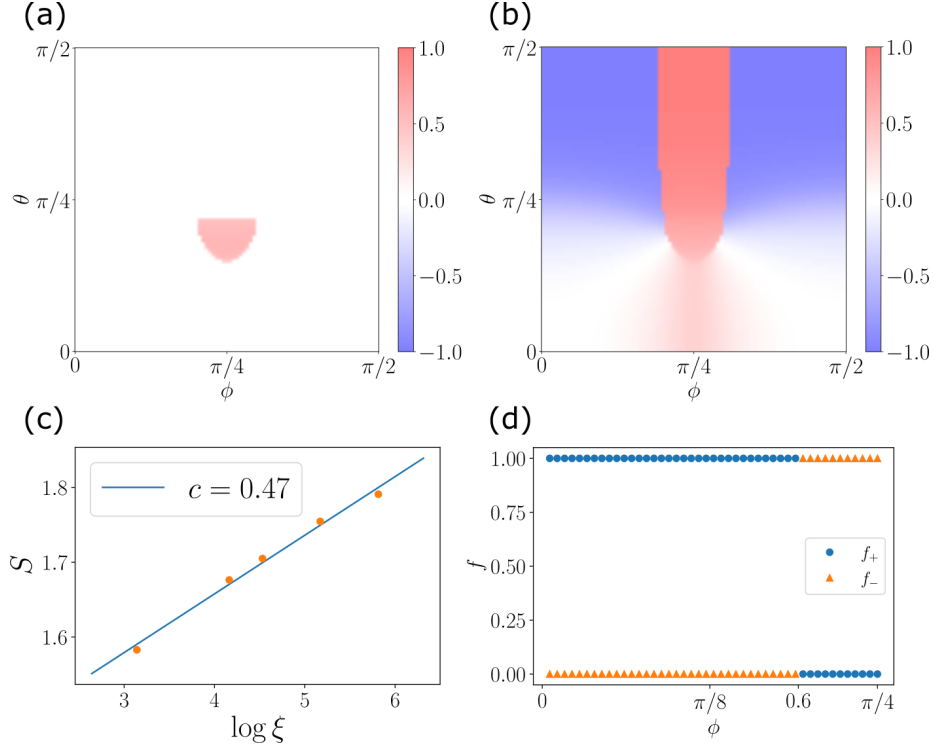 (a)
π/2
θ π/4
0
0 π/4 π/2
ϕ
1.0
0.5
0.0
−0.5
−1.0
(b)
π/2
θ π/4
0
0 π/4 π/2
ϕ
1.0
0.5
0.0
−0.5
−1.0
(c)
c = 0.47
S
1.8
1.7
1.6
3 4 5 6
log ξ
(d)
f
1.00
0.75
0.50
0.25
0.00
f₊
f₋
0 π/8 0.6 π/4
ϕ